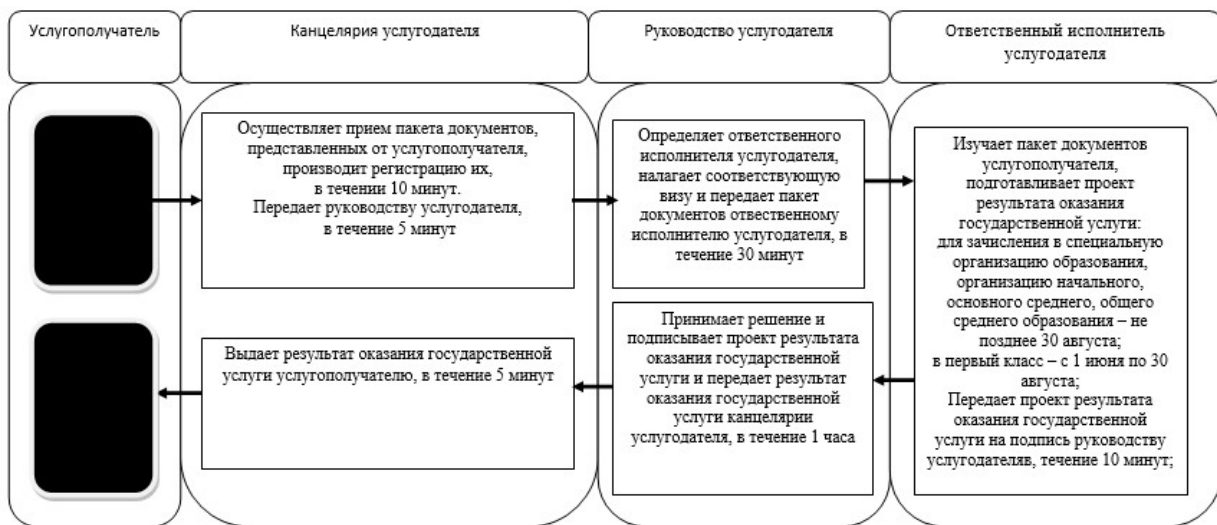 Услугополучатель
Канцелярия услугодателя
Руководство услугодателя
Ответственный исполнитель
услугодателя
Осуществляет прием пакета документов,
представленных от услугополучателя,
производит регистрацию их,
в течении 10 минут.
Передает руководству услугодателя,
в течение 5 минут
Определяет ответственного
исполнителя услугодателя,
налагает соответствующую
визу и передает пакет
документов отвественному
исполнителю услугодателя, в
течение 30 минут
Изучает пакет документов
услугополучателя,
подготавливает проект
результата оказания
государственной услуги:
для зачисления в специальную
организацию образования,
организацию начального,
основного среднего, общего
среднего образования – не
позднее 30 августа;
в первый класс – с 1 июня по 30
августа;
Передает проект результата
оказания государственной
услуги на подпись руководству
услугодателяв, течение 10 минут;
Принимает решение и
подписывает проект результата
оказания государственной
услуги и передает результат
оказания государственной
услуги канцелярии
услугодателя, в течение 1 часа
Выдает результат оказания государственной
услуги услугополучателю, в течение 5 минут